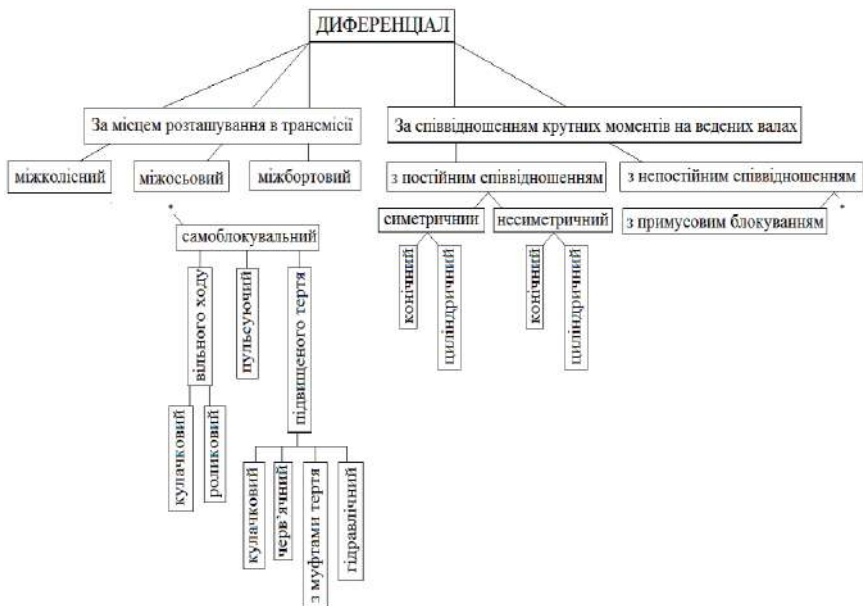 ДИФЕРЕНЦІАЛ
За місцем розташування в трансмісії
За співвідношенням крутних моментів на ведених валах
міжколісний
міжосьовий
міжбортовий
з постійним співвідношенням
з непостійним співвідношенням
*
симетричний
несиметричний
з примусовим блокуванням
*
самоблокувальний
конічний
циліндричний
конічний
циліндричний
вільного ходу
пульсуючий
підвищеного тертя
кулачковий
роликовий
кулачковий
черв'ячний
з муфтами тертя
гідравлічний